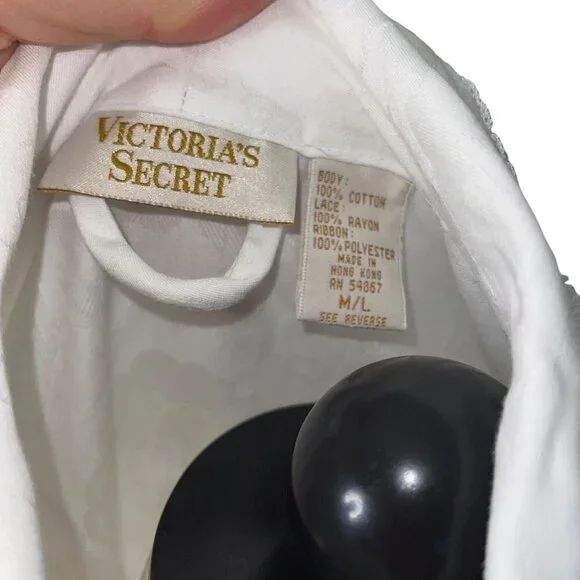 VICTORIA'S
SECRET
BODY:
100% COTTON
LACE:
100% RAYON
RIBBON:
100% POLYESTER
MADE IN
HONG KONG
RN 54867
M/L
SEE REVERSE